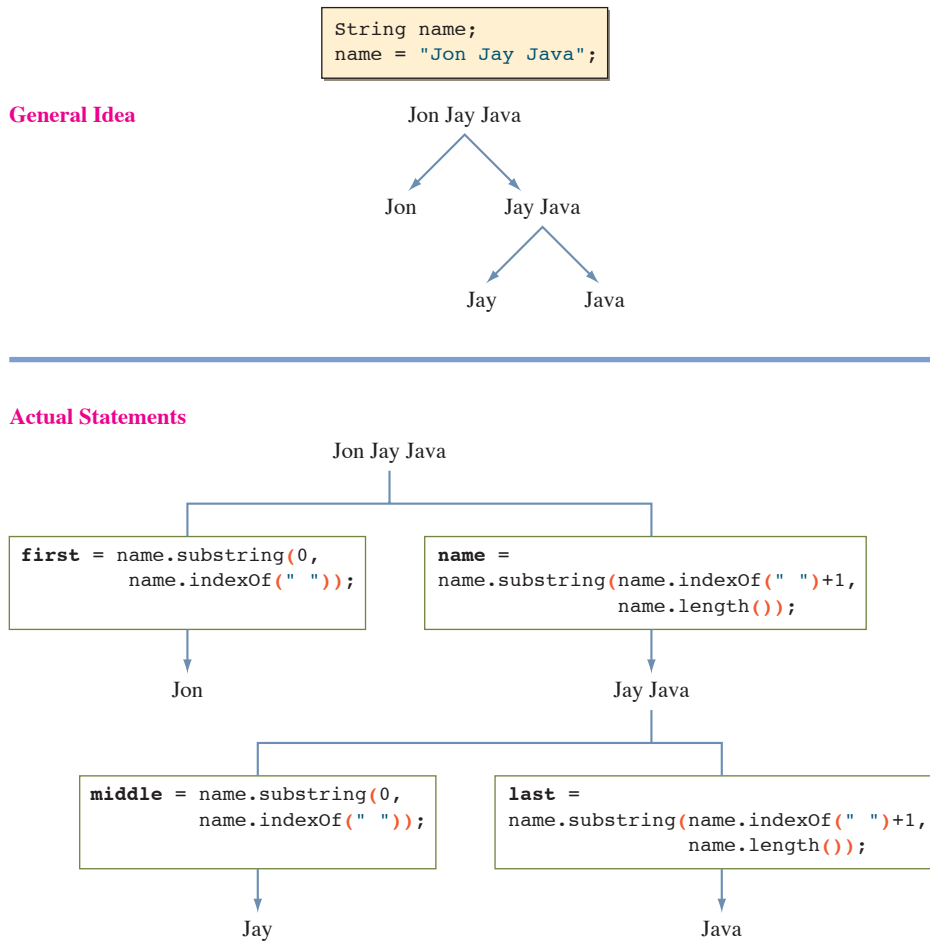 String name;
name = "Jon Jay Java";
General Idea
Jon Jay Java
Jon
Jay Java
Jay
Java
Actual Statements
Jon Jay Java
first = name.substring(0,
name.indexOf(" "));
name =
name.substring(name.indexOf(" ")+1,
name.length());
Jon
Jay Java
middle = name.substring(0,
name.indexOf(" "));
last =
name.substring(name.indexOf(" ")+1,
name.length());
Jay
Java